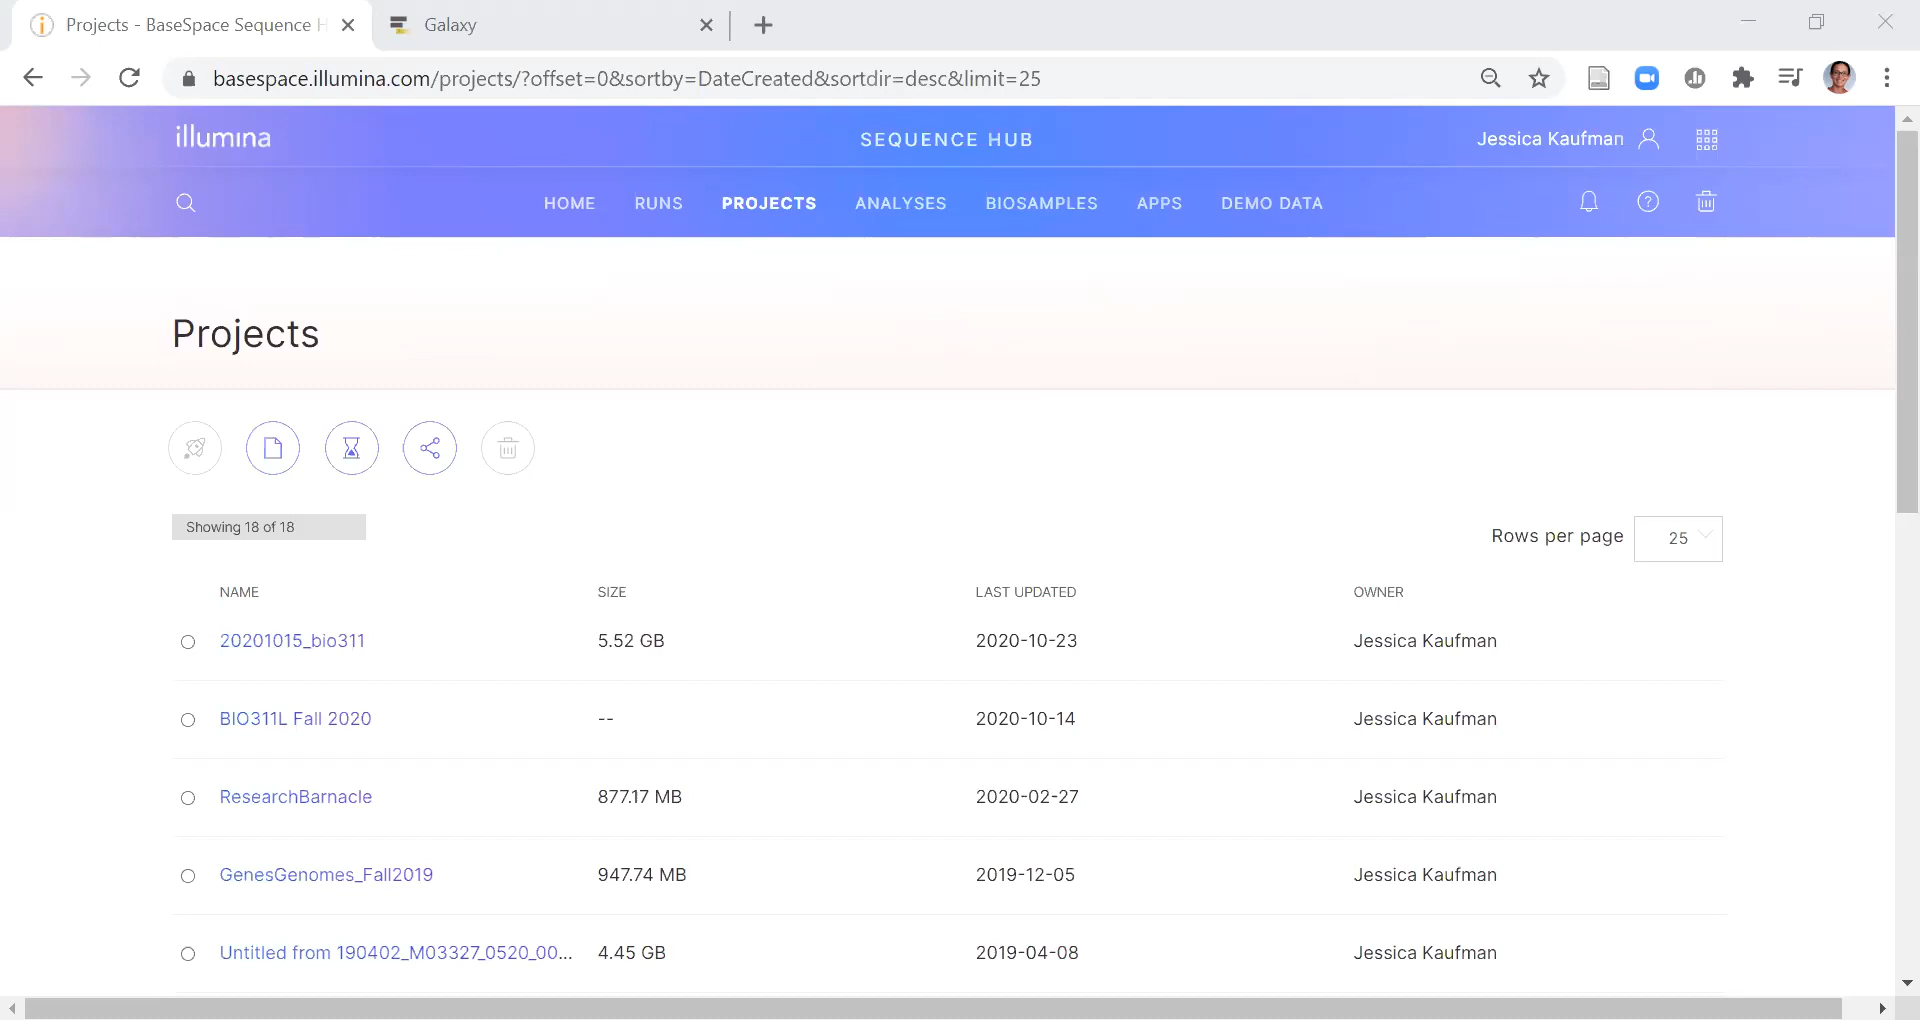 Projects - BaseSpace Sequence H
Galaxy
basespace.illumina.com/projects/?offset=0&sortby=DateCreated&sortdir=desc&limit=25
illumina
SEQUENCE HUB
Jessica Kaufman
HOME RUNS PROJECTS ANALYSES BIOSAMPLES APPS DEMO DATA
Projects
Showing 18 of 18
Rows per page 25
NAME SIZE LAST UPDATED OWNER
20201015_bio311 5.52 GB 2020-10-23 Jessica Kaufman
BIO311L Fall 2020 -- 2020-10-14 Jessica Kaufman
ResearchBarnacle 877.17 MB 2020-02-27 Jessica Kaufman
GenesGenomes_Fall2019 947.74 MB 2019-12-05 Jessica Kaufman
Untitled from 190402_M03327_0520_00... 4.45 GB 2019-04-08 Jessica Kaufman